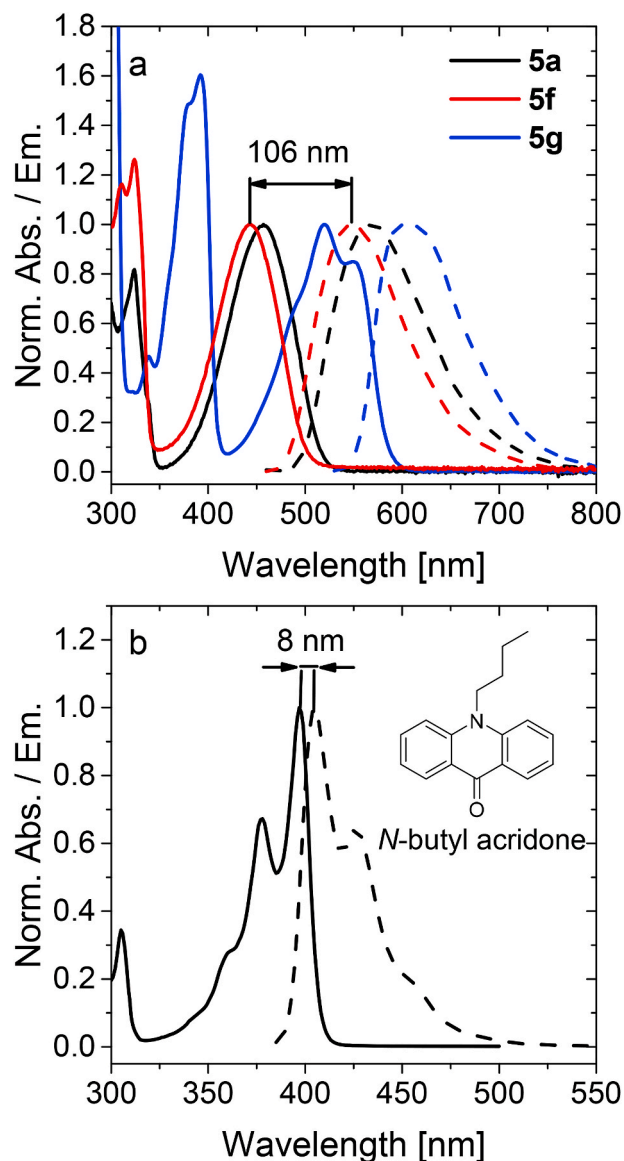 a
5a
5f
5g
106 nm
Norm. Abs. / Em.
1.8
1.6
1.4
1.2
1.0
0.8
0.6
0.4
0.2
0.0
300 400 500 600 700 800
Wavelength [nm]
b
8 nm
N
O
N-butyl acridone
Norm. Abs. / Em.
1.2
1.0
0.8
0.6
0.4
0.2
0.0
300 350 400 450 500 550
Wavelength [nm]